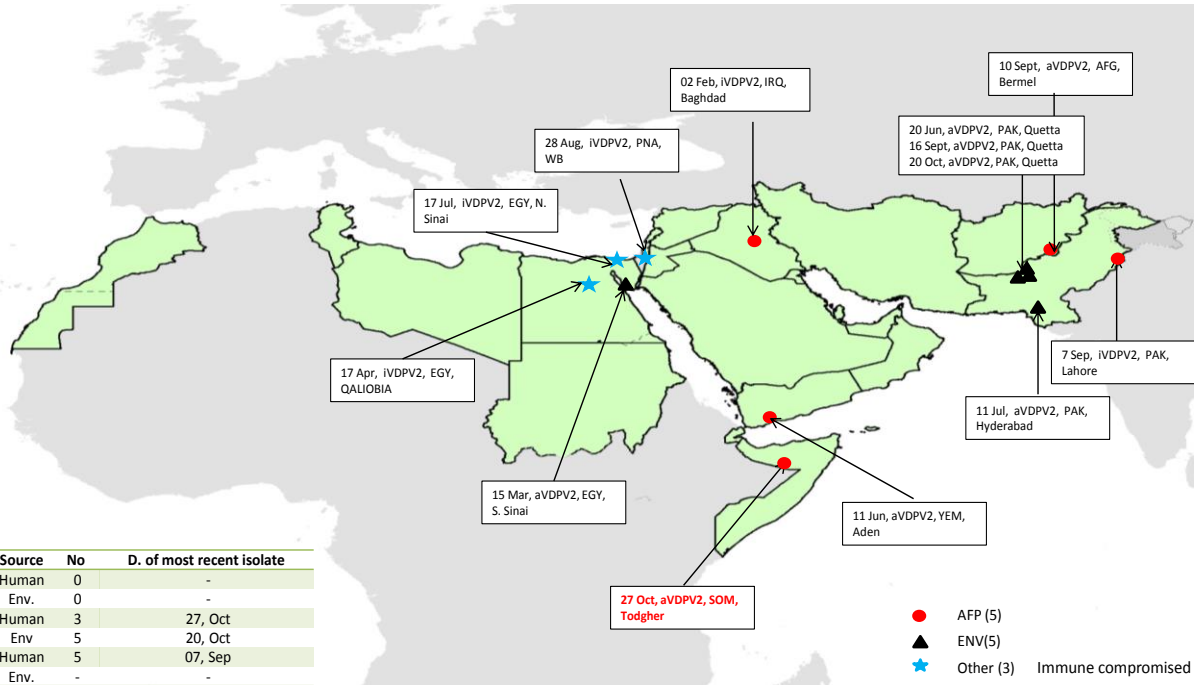 10 Sept, aVDPV2, AFG,
Bermel
02 Feb, iVDPV2, IRQ,
Baghdad
20 Jun, aVDPV2, PAK, Quetta
16 Sept, aVDPV2, PAK, Quetta
20 Oct, aVDPV2, PAK, Quetta
28 Aug, iVDPV2, PNA,
WB
17 Jul, iVDPV2, EGY, N.
Sinai
17 Apr, iVDPV2, EGY,
QALIOBIA
7 Sep, iVDPV2, PAK,
Lahore
11 Jul, aVDPV2, PAK,
Hyderabad
15 Mar, aVDPV2, EGY,
S. Sinai
11 Jun, aVDPV2, YEM,
Aden
27 Oct, aVDPV2, SOM,
Todgher
Source No D. of most recent isolate
Human 0 -
Env. 0 -
Human 3 27, Oct
Env 5 20, Oct
Human 5 07, Sep
Env. - -
AFP (5)
ENV(5)
Other (3) Immune compromised